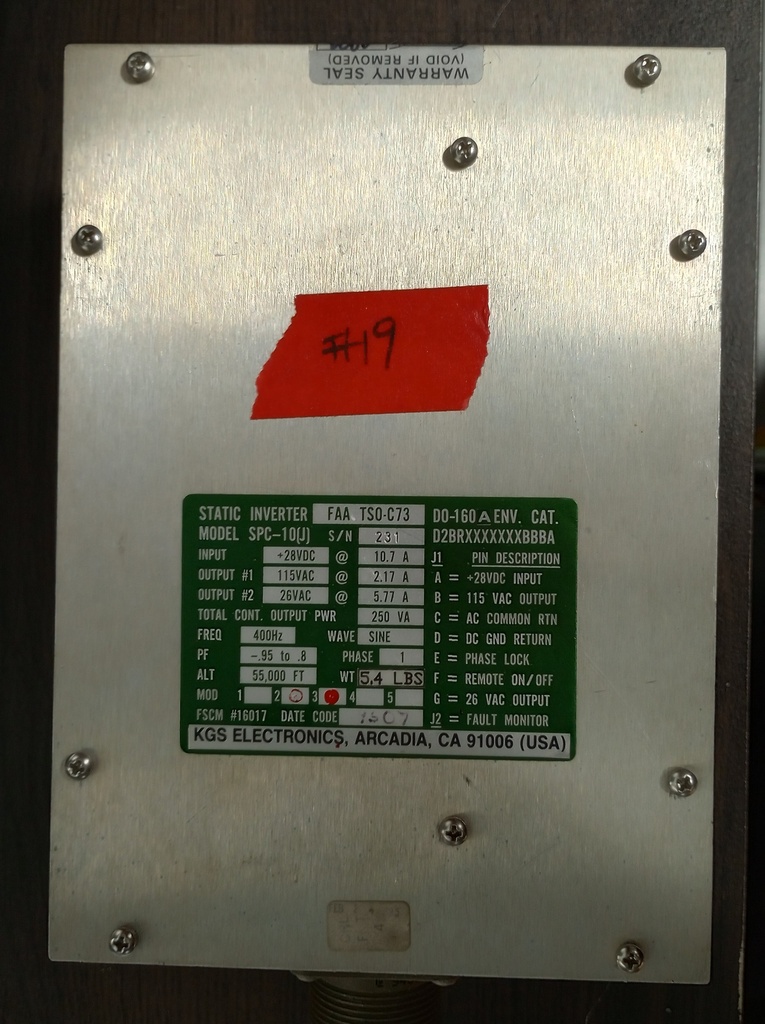 WARRANTY SEAL
(VOID IF REMOVED)
#19
STATIC INVERTER FAA TSO-C73
MODEL SPC-10(J) S/N 231
INPUT +28VDC @ 10.7 A
OUTPUT #1 115VAC @ 2.17 A
OUTPUT #2 26VAC @ 5.77 A
TOTAL CONT. OUTPUT PWR 250 VA
FREQ 400Hz WAVE SINE
PF -.95 to .8 PHASE 1
ALT 55,000 FT WT 5.4 LBS
MOD 1 2 3 4 5
FSCM #16017 DATE CODE
DO-160 A ENV. CAT.
D2BRXXXXXXXBBBA
J1 PIN DESCRIPTION
A = +28VDC INPUT
B = 115 VAC OUTPUT
C = AC COMMON RTN
D = DC GND RETURN
E = PHASE LOCK
F = REMOTE ON/OFF
G = 26 VAC OUTPUT
J2 = FAULT MONITOR
KGS ELECTRONICS, ARCADIA, CA 91006 (USA)